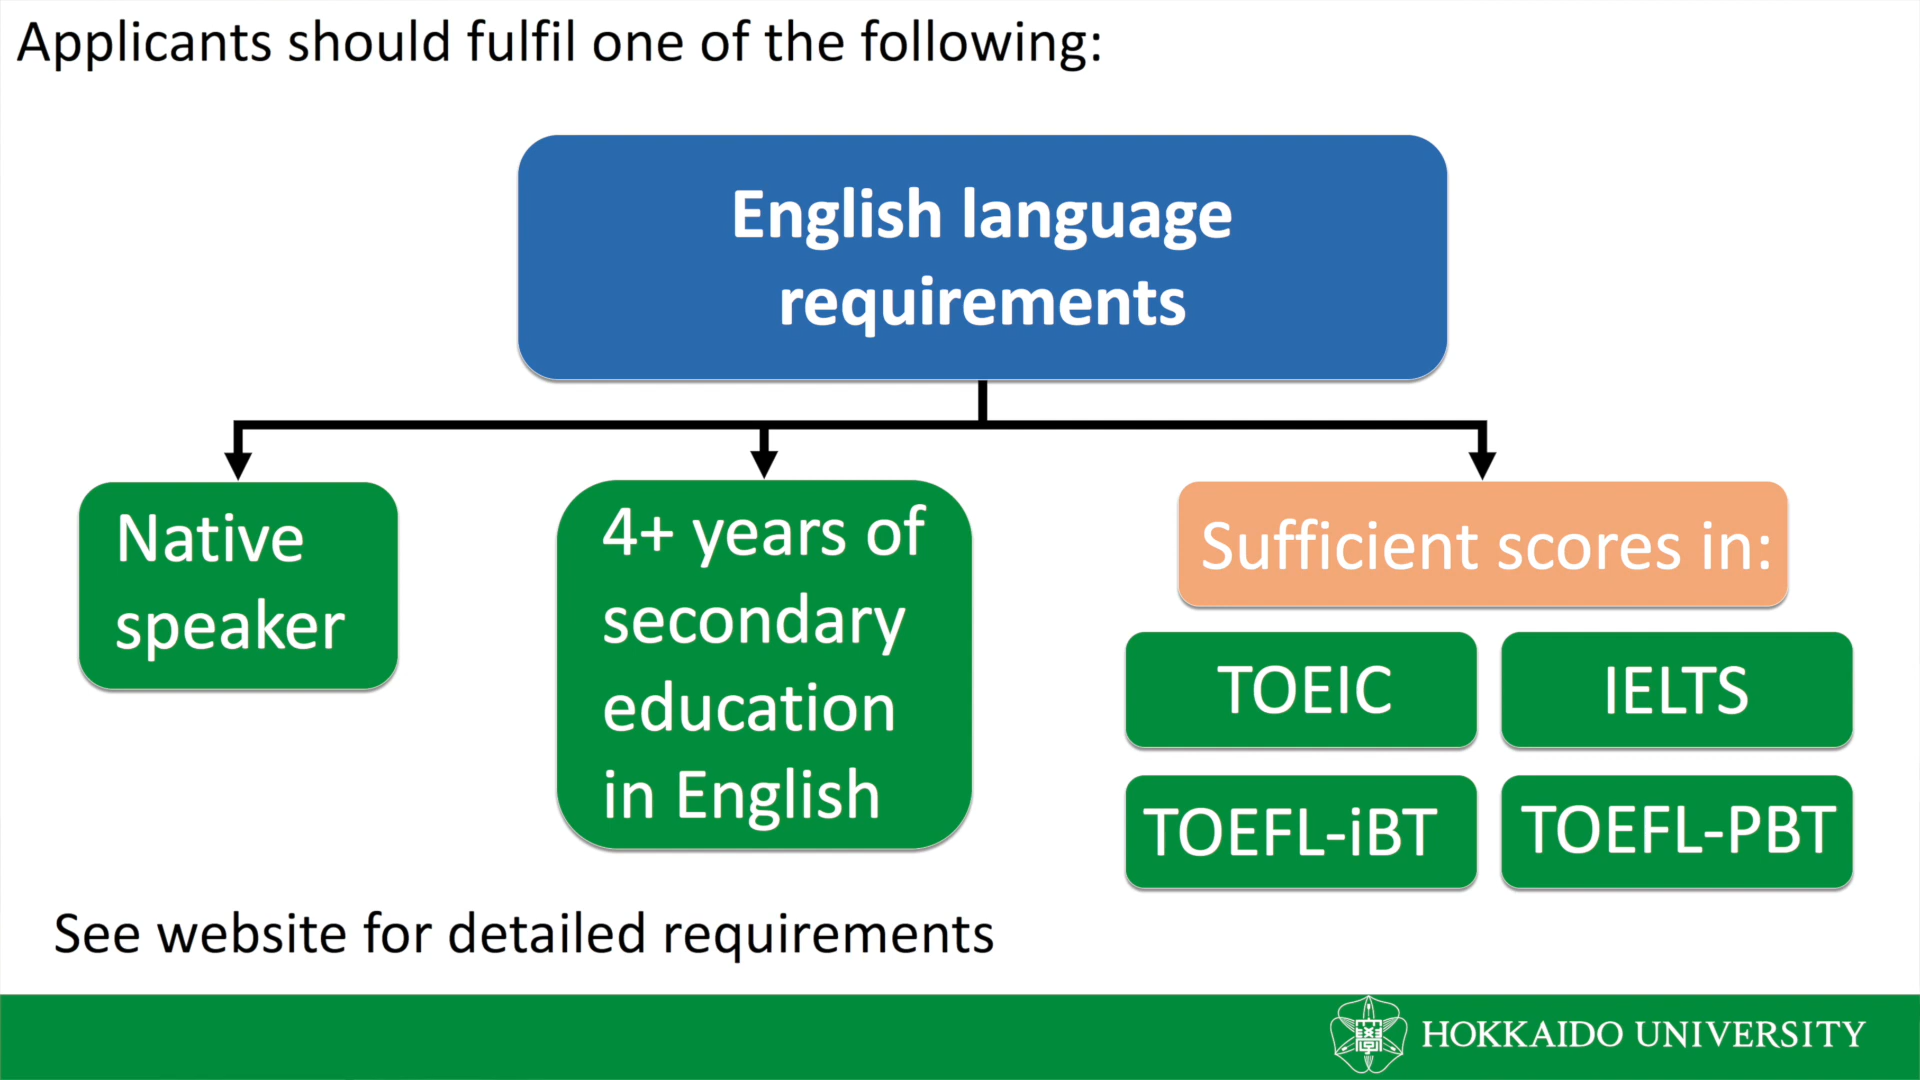 Applicants should fulfil one of the following:
English language
requirements
Native
speaker
4+ years of
secondary
education
in English
Sufficient scores in:
TOEIC
IELTS
TOEFL-iBT
TOEFL-PBT
See website for detailed requirements
HOKKAIDO UNIVERSITY